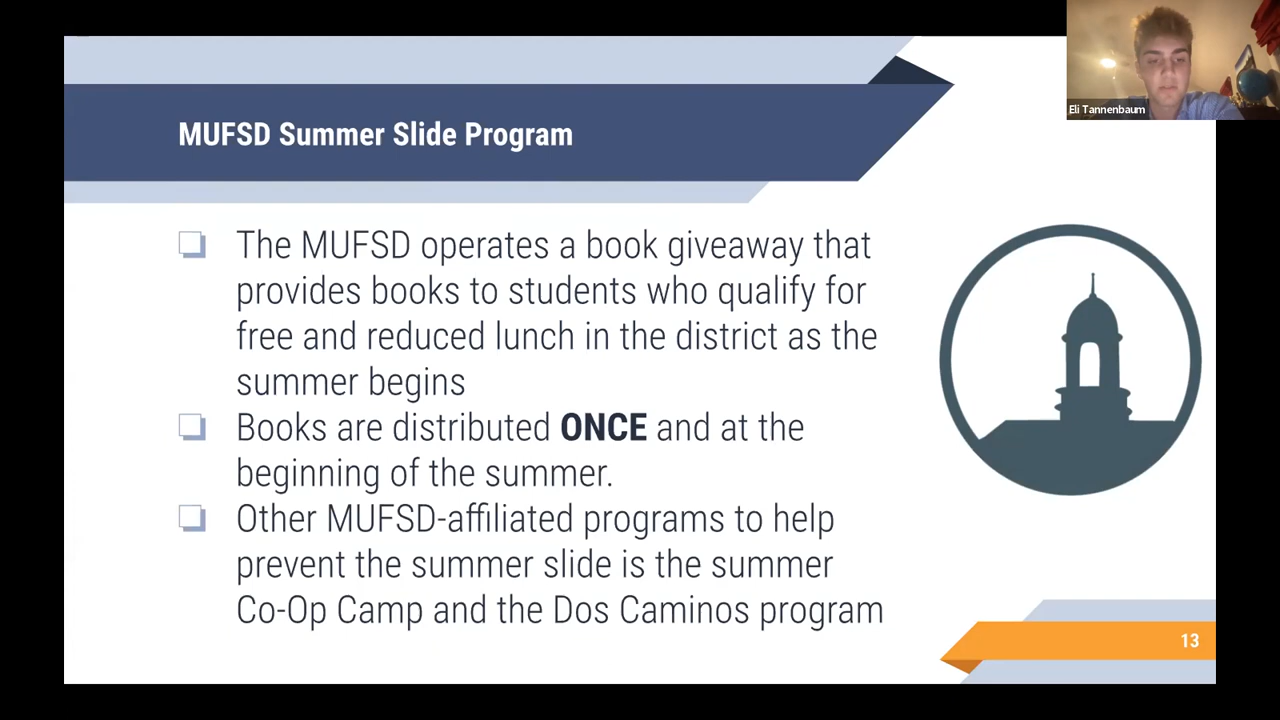 Eli Tannenbaum
MUFSD Summer Slide Program
The MUFSD operates a book giveaway that
provides books to students who qualify for
free and reduced lunch in the district as the
summer begins
Books are distributed ONCE and at the
beginning of the summer.
Other MUFSD-affiliated programs to help
prevent the summer slide is the summer
Co-Op Camp and the Dos Caminos program
13